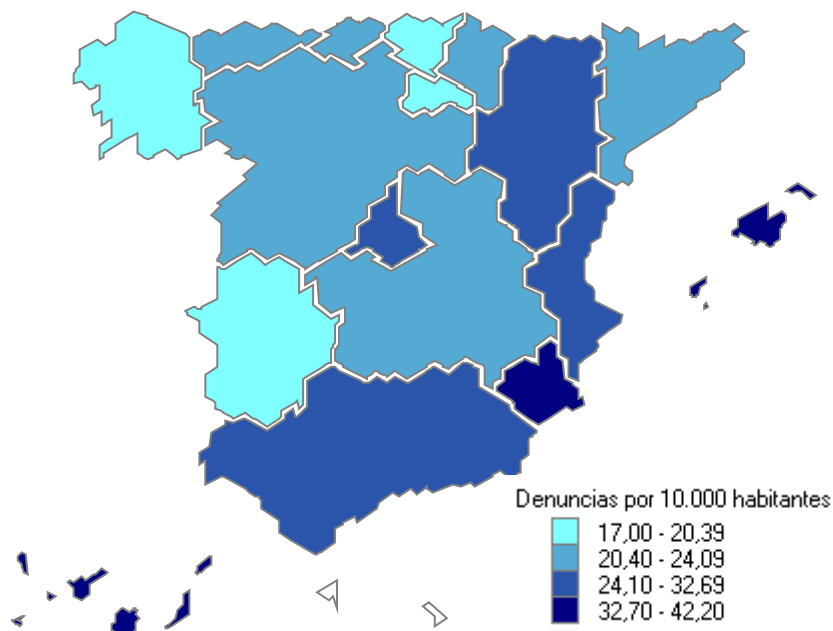 Denuncias por 10.000 habitantes
17,00 - 20,39
20,40 - 24,09
24,10 - 32,69
32,70 - 42,20